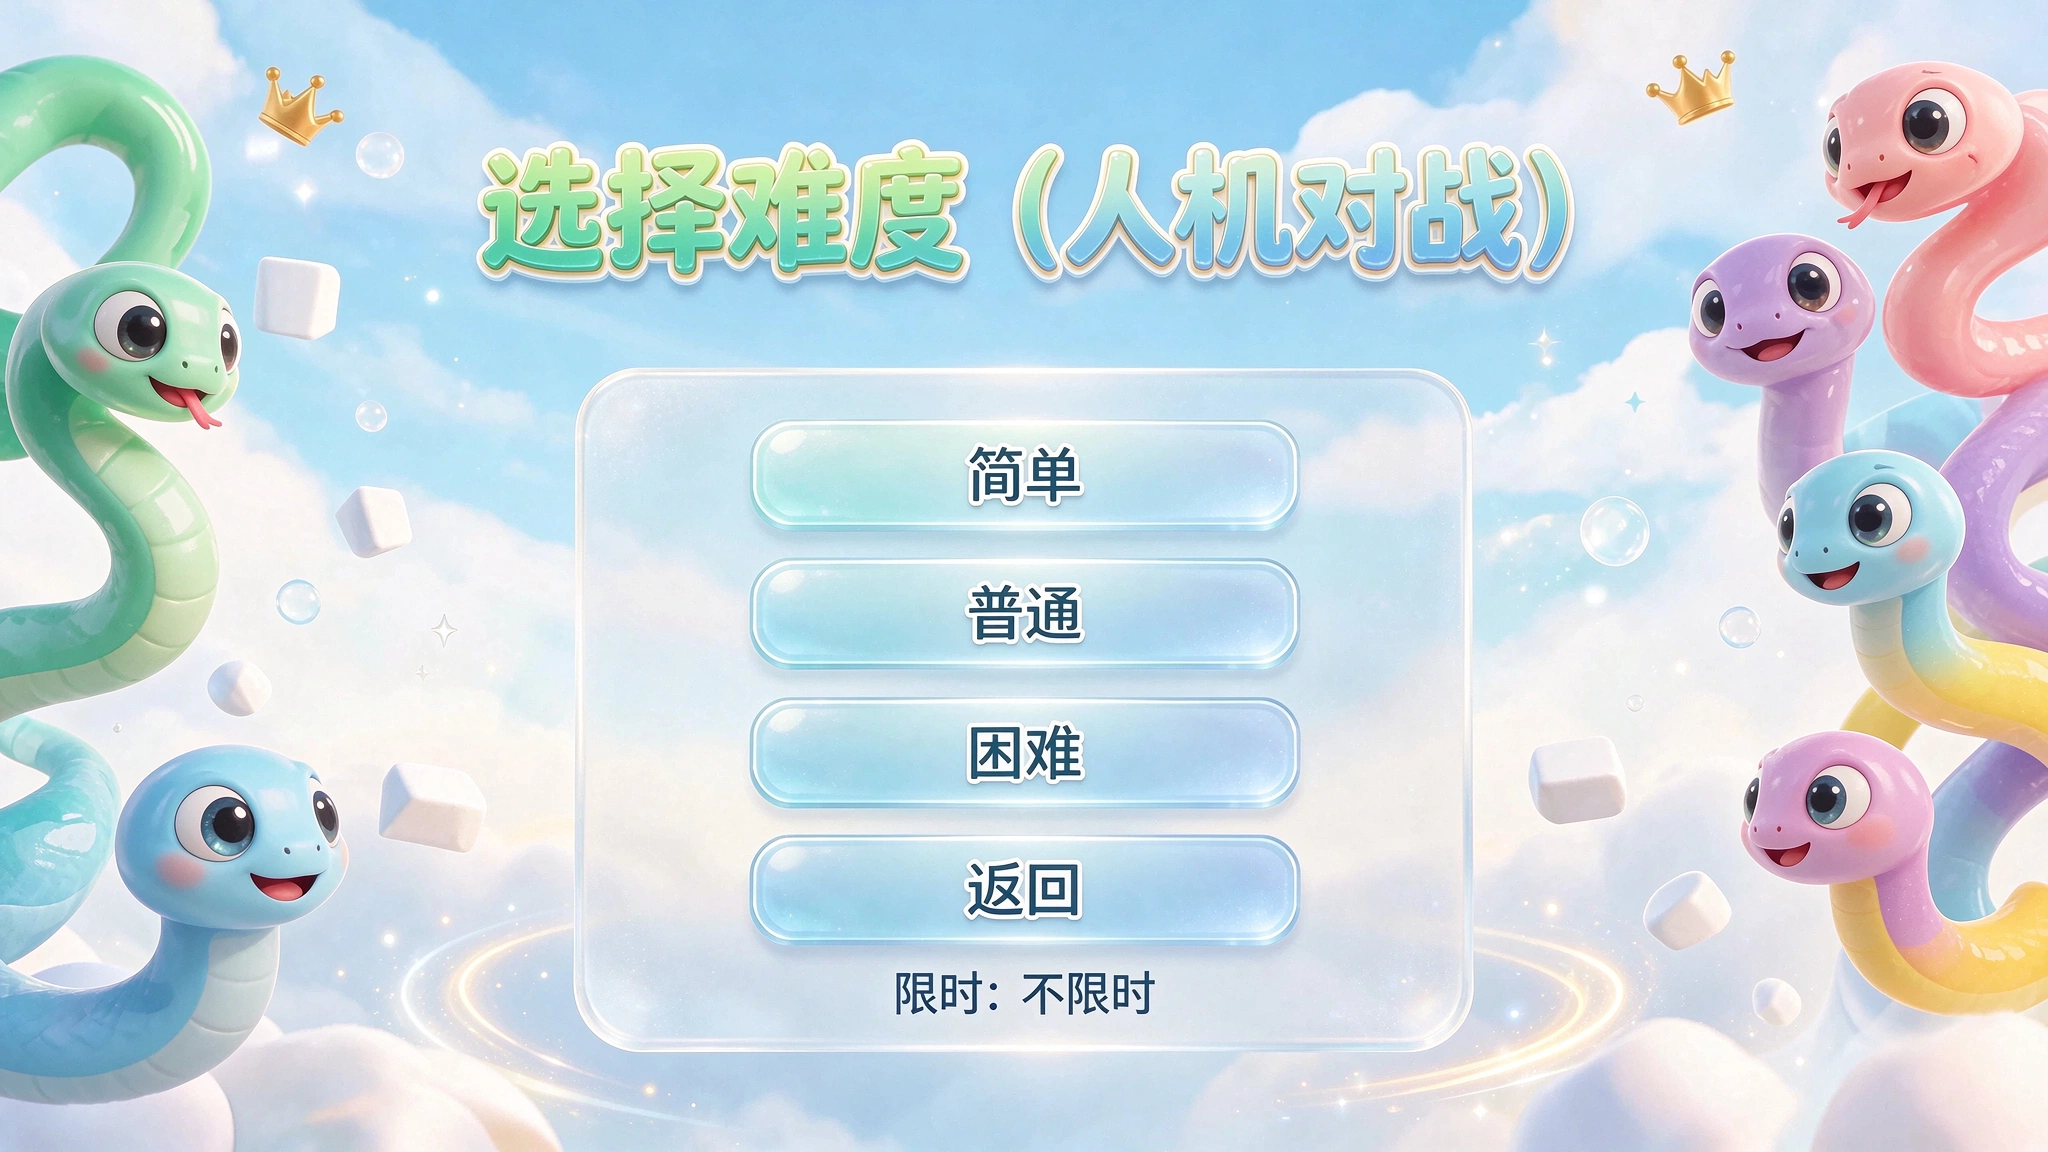 选择难度（人机对战）
简单
普通
困难
返回
限时：不限时